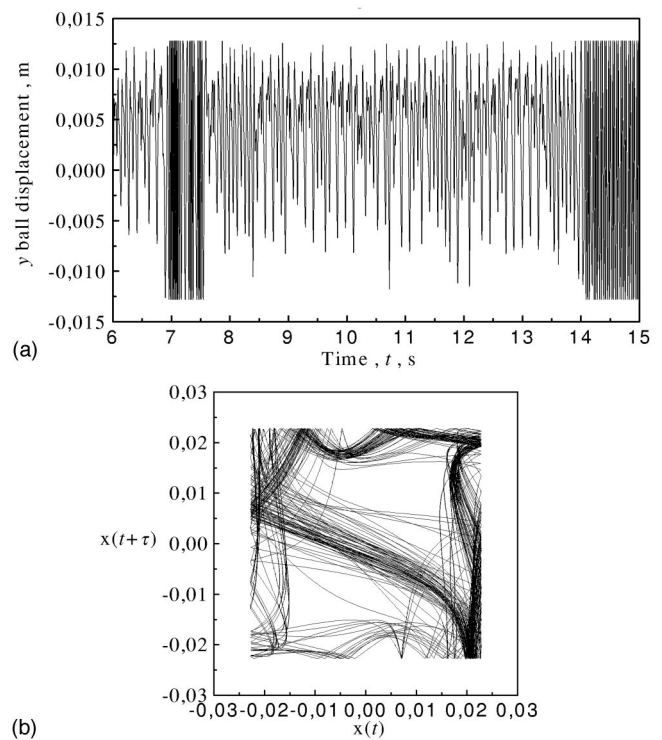 0,015
0,010
0,005
0,000
-0,005
-0,010
-0,015
y ball displacement , m
6 7 8 9 10 11 12 13 14 15
Time , t, s
(a)
0,03
0,02
0,01
0,00
-0,01
-0,02
-0,03
x(t+τ)
-0,03 -0,02 -0,01 0,00 0,01 0,02 0,03
x(t)
(b)